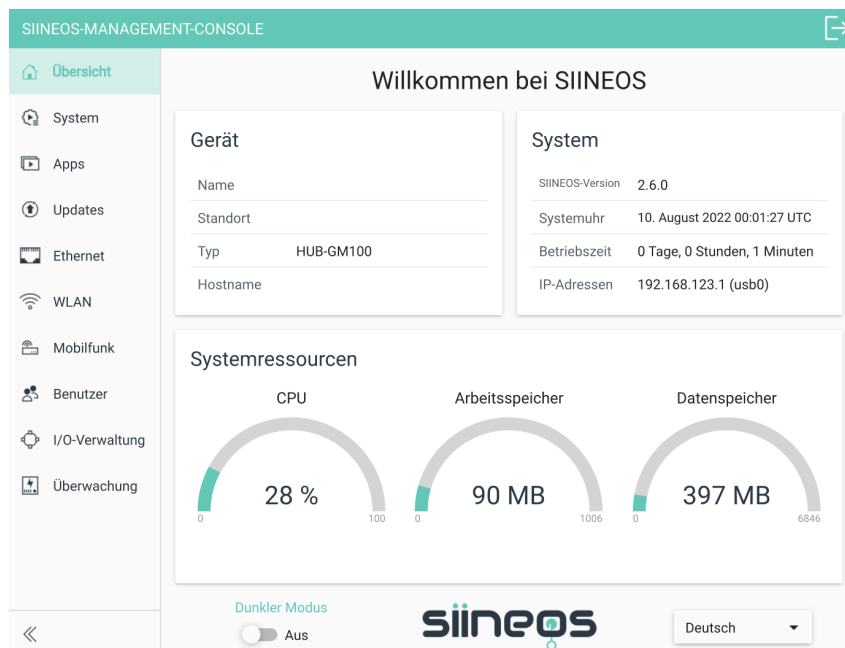 SIINEOS-MANAGEMENT-CONSOLE
Übersicht
System
Apps
Updates
Ethernet
WLAN
Mobilfunk
Benutzer
I/O-Verwaltung
Überwachung
Willkommen bei SIINEOS
Gerät
Name
Standort
Typ HUB-GM100
Hostname
System
SIINEOS-Version 2.6.0
Systemuhr 10. August 2022 00:01:27 UTC
Betriebszeit 0 Tage, 0 Stunden, 1 Minuten
IP-Adressen 192.168.123.1 (usb0)
Systemressourcen
CPU
28 %
0 100
Arbeitsspeicher
90 MB
0 1006
Datenspeicher
397 MB
0 6846
Dunkler Modus
Aus
siineos
Deutsch